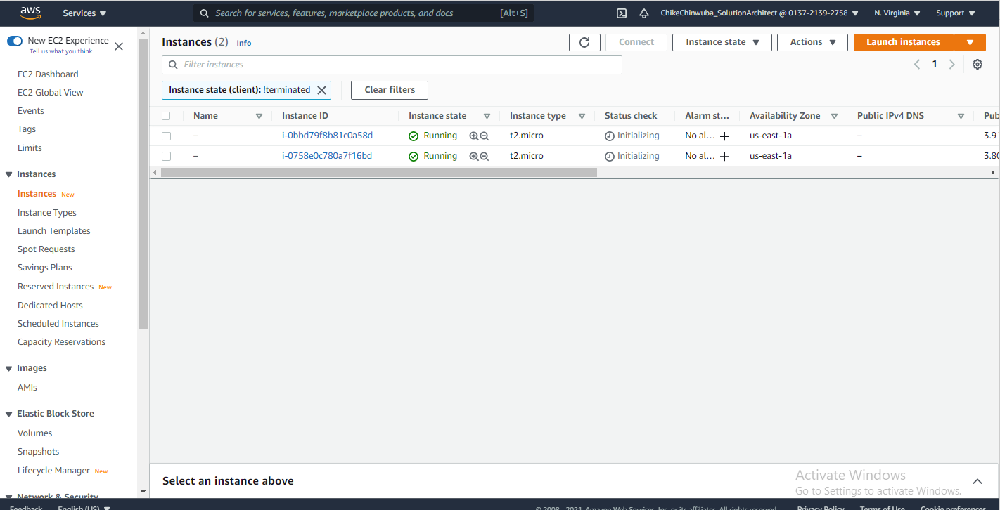 aws Services Search for services, features, marketplace products, and docs [Alt+S] ChikeChinwuba_SolutionArchitect @ 0137-2139-2758 N. Virginia Support
New EC2 Experience
Tell us what you think
EC2 Dashboard
EC2 Global View
Events
Tags
Limits
Instances
Instances New
Instance Types
Launch Templates
Spot Requests
Savings Plans
Reserved Instances New
Dedicated Hosts
Scheduled Instances
Capacity Reservations
Images
AMIs
Elastic Block Store
Volumes
Snapshots
Lifecycle Manager New
Network & Security
Instances (2) Info Connect Instance state Actions Launch instances
Filter instances 1
Instance state (client): !terminated Clear filters
Name Instance ID Instance state Instance type Status check Alarm st... Availability Zone Public IPv4 DNS Pub
– i-0bbd79f8b81c0a58d Running t2.micro Initializing No al... us-east-1a – 3.91
– i-0758e0c780a7f16bd Running t2.micro Initializing No al... us-east-1a – 3.80
Select an instance above
Activate Windows
Go to Settings to activate Windows.
Feedback English (US) © 2008 - 2021, Amazon Web Services, Inc. or its affiliates. All rights reserved. Privacy Policy Terms of Use Cookie preferences